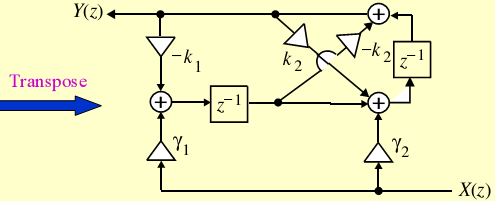 Y(z)
+
-k₁
k₂
-k₂
z⁻¹
Transpose
+
z⁻¹
+
γ₁
γ₂
X(z)